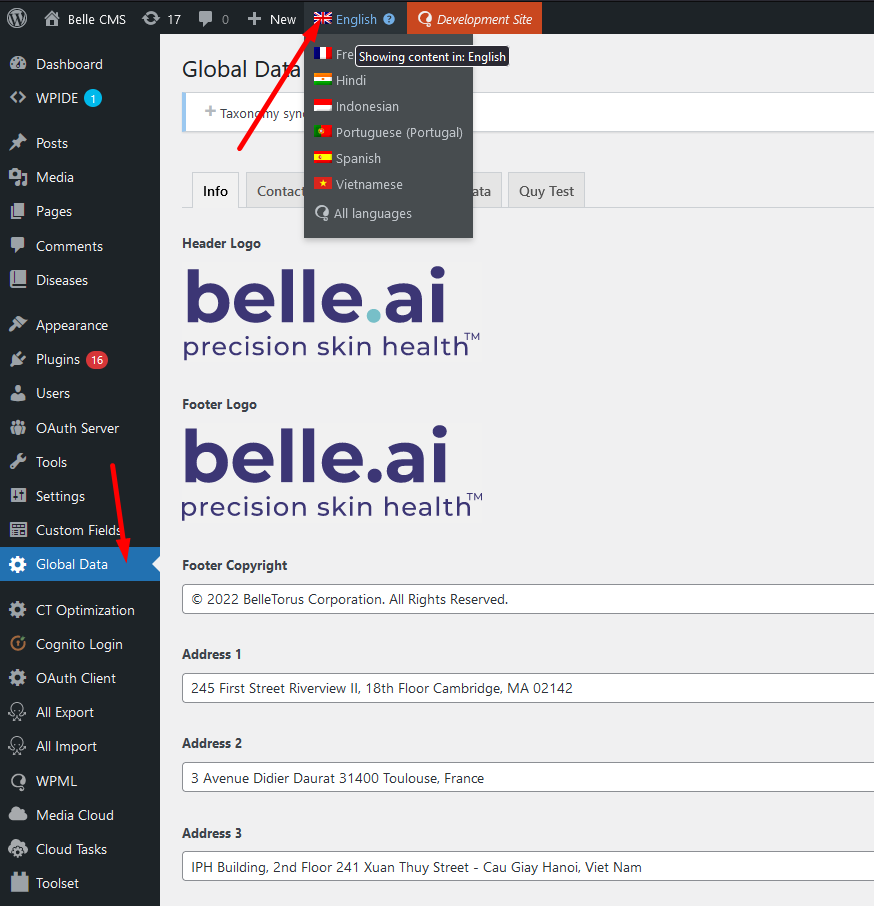 Belle CMS 17 0 New English ? Development Site
Dashboard
WPIDE 1
Posts
Media
Pages
Comments
Diseases
Appearance
Plugins 16
Users
OAuth Server
Tools
Settings
Custom Fields
Global Data
CT Optimization
Cognito Login
OAuth Client
All Export
All Import
WPML
Media Cloud
Cloud Tasks
Toolset
Fre
Showing content in: English
Hindi
Indonesian
Portuguese (Portugal)
Spanish
Vietnamese
All languages
Global Data
Taxonomy syn
Info Contact ata Quy Test
Header Logo
belle.ai
precision skin health™
Footer Logo
belle.ai
precision skin health™
Footer Copyright
© 2022 BelleTorus Corporation. All Rights Reserved.
Address 1
245 First Street Riverview II, 18th Floor Cambridge, MA 02142
Address 2
3 Avenue Didier Daurat 31400 Toulouse, France
Address 3
IPH Building, 2nd Floor 241 Xuan Thuy Street - Cau Giay Hanoi, Viet Nam